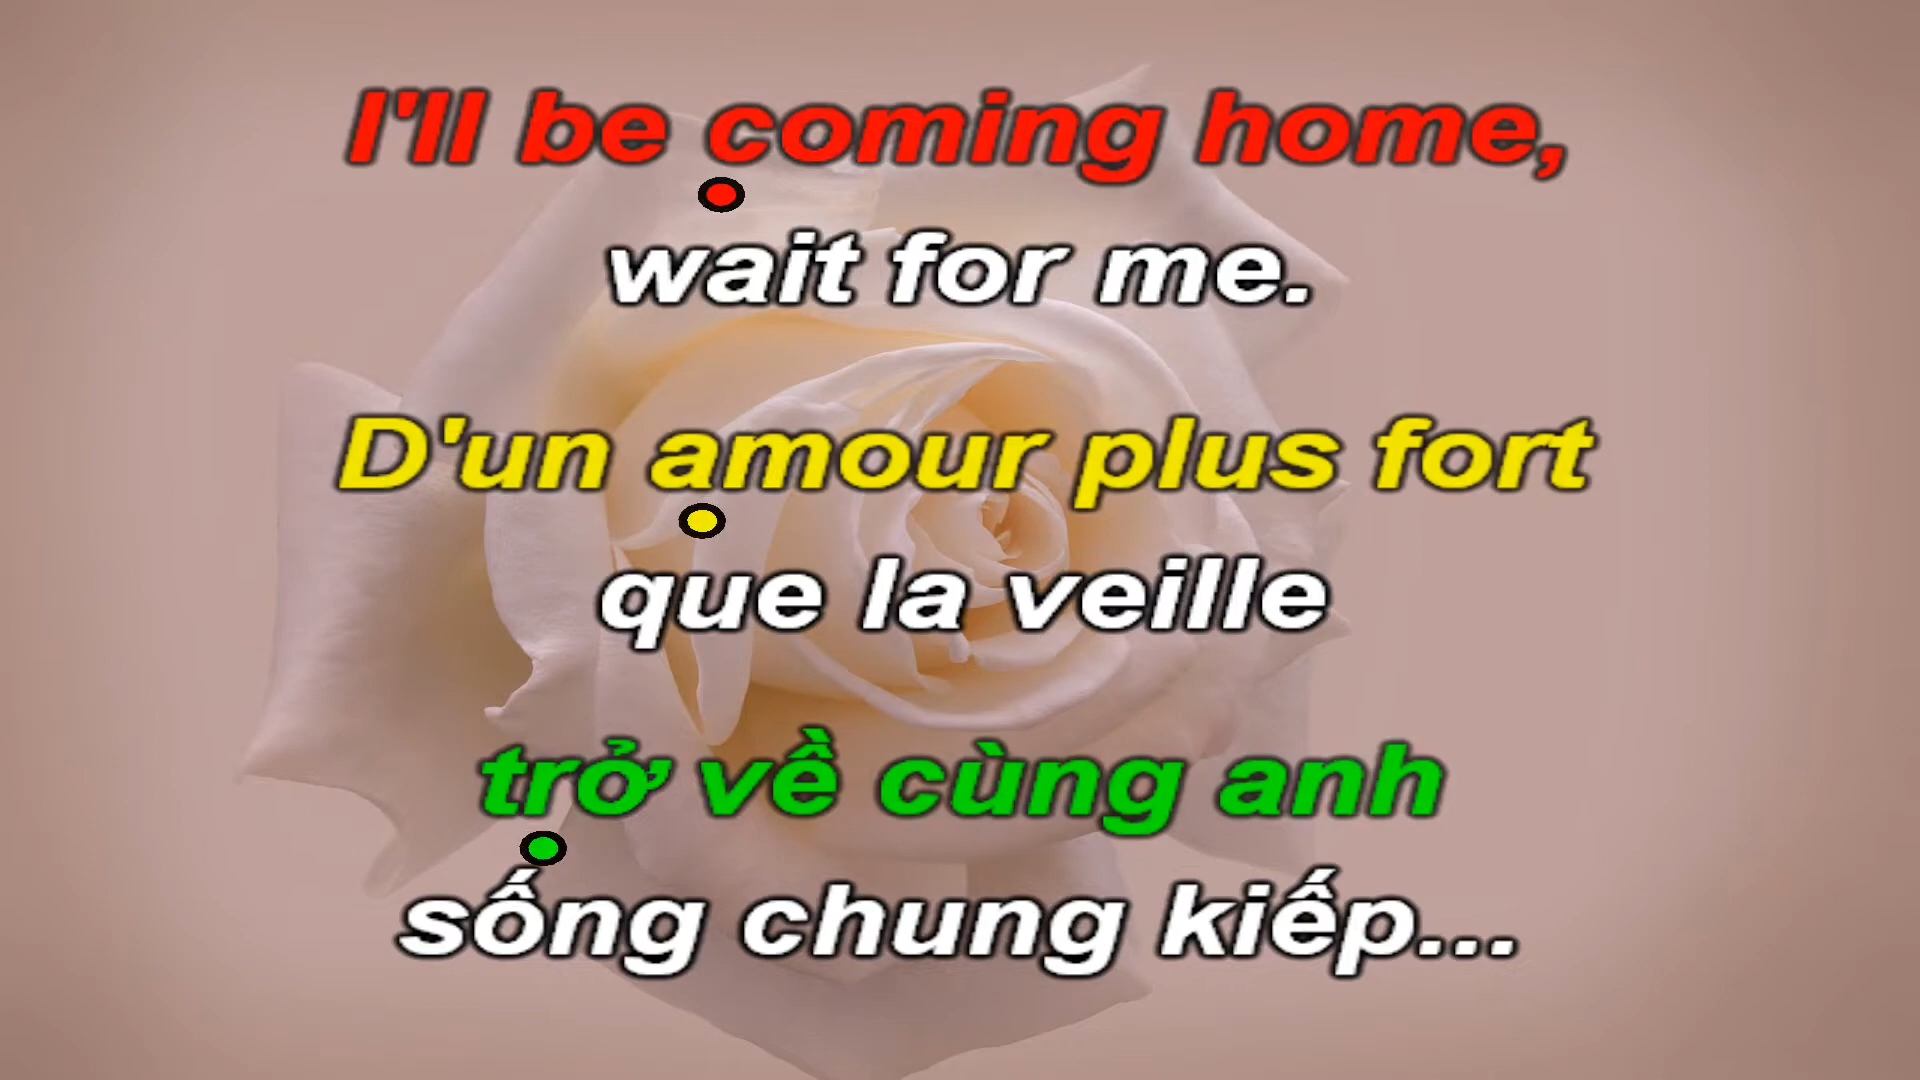 I'll be coming home,
wait for me.
D'un amour plus fort
que la veille
trở về cùng anh
sống chung kiếp...